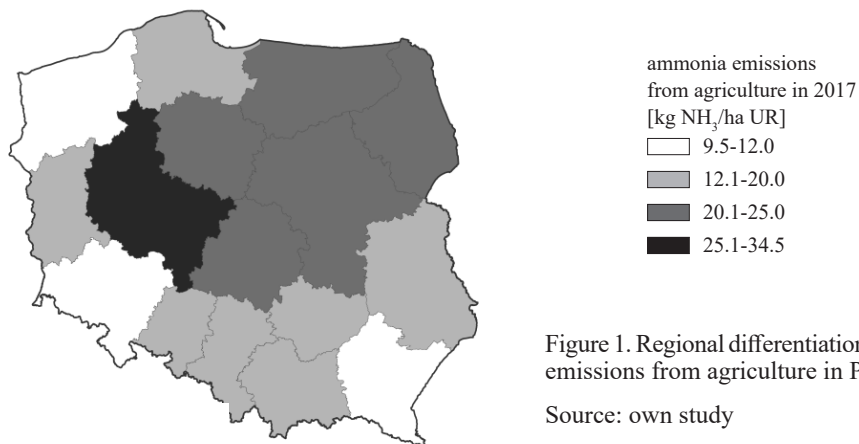 ammonia emissions
from agriculture in 2017
[kg NH₃/ha UR]
9.5-12.0
12.1-20.0
20.1-25.0
25.1-34.5
Figure 1. Regional differentiation
emissions from agriculture in P
Source: own study